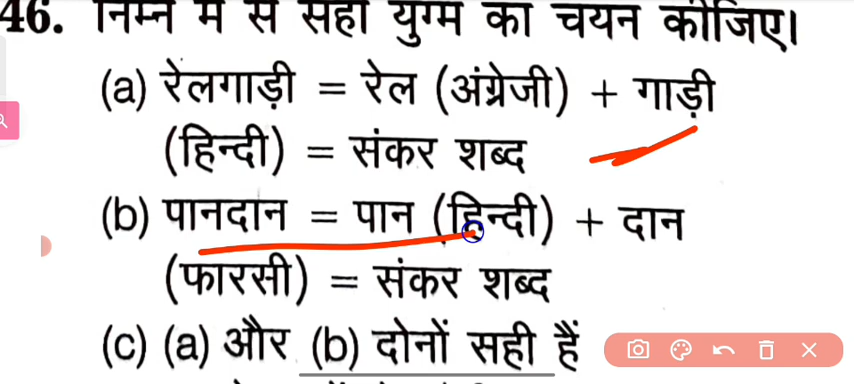 46. निम्न में से सही युग्म का चयन कीजिए।
(a) रेलगाड़ी = रेल (अंग्रेजी) + गाड़ी
(हिन्दी) = संकर शब्द
(b) पानदान = पान (हिन्दी) + दान
(फारसी) = संकर शब्द
(c) (a) और (b) दोनों सही हैं